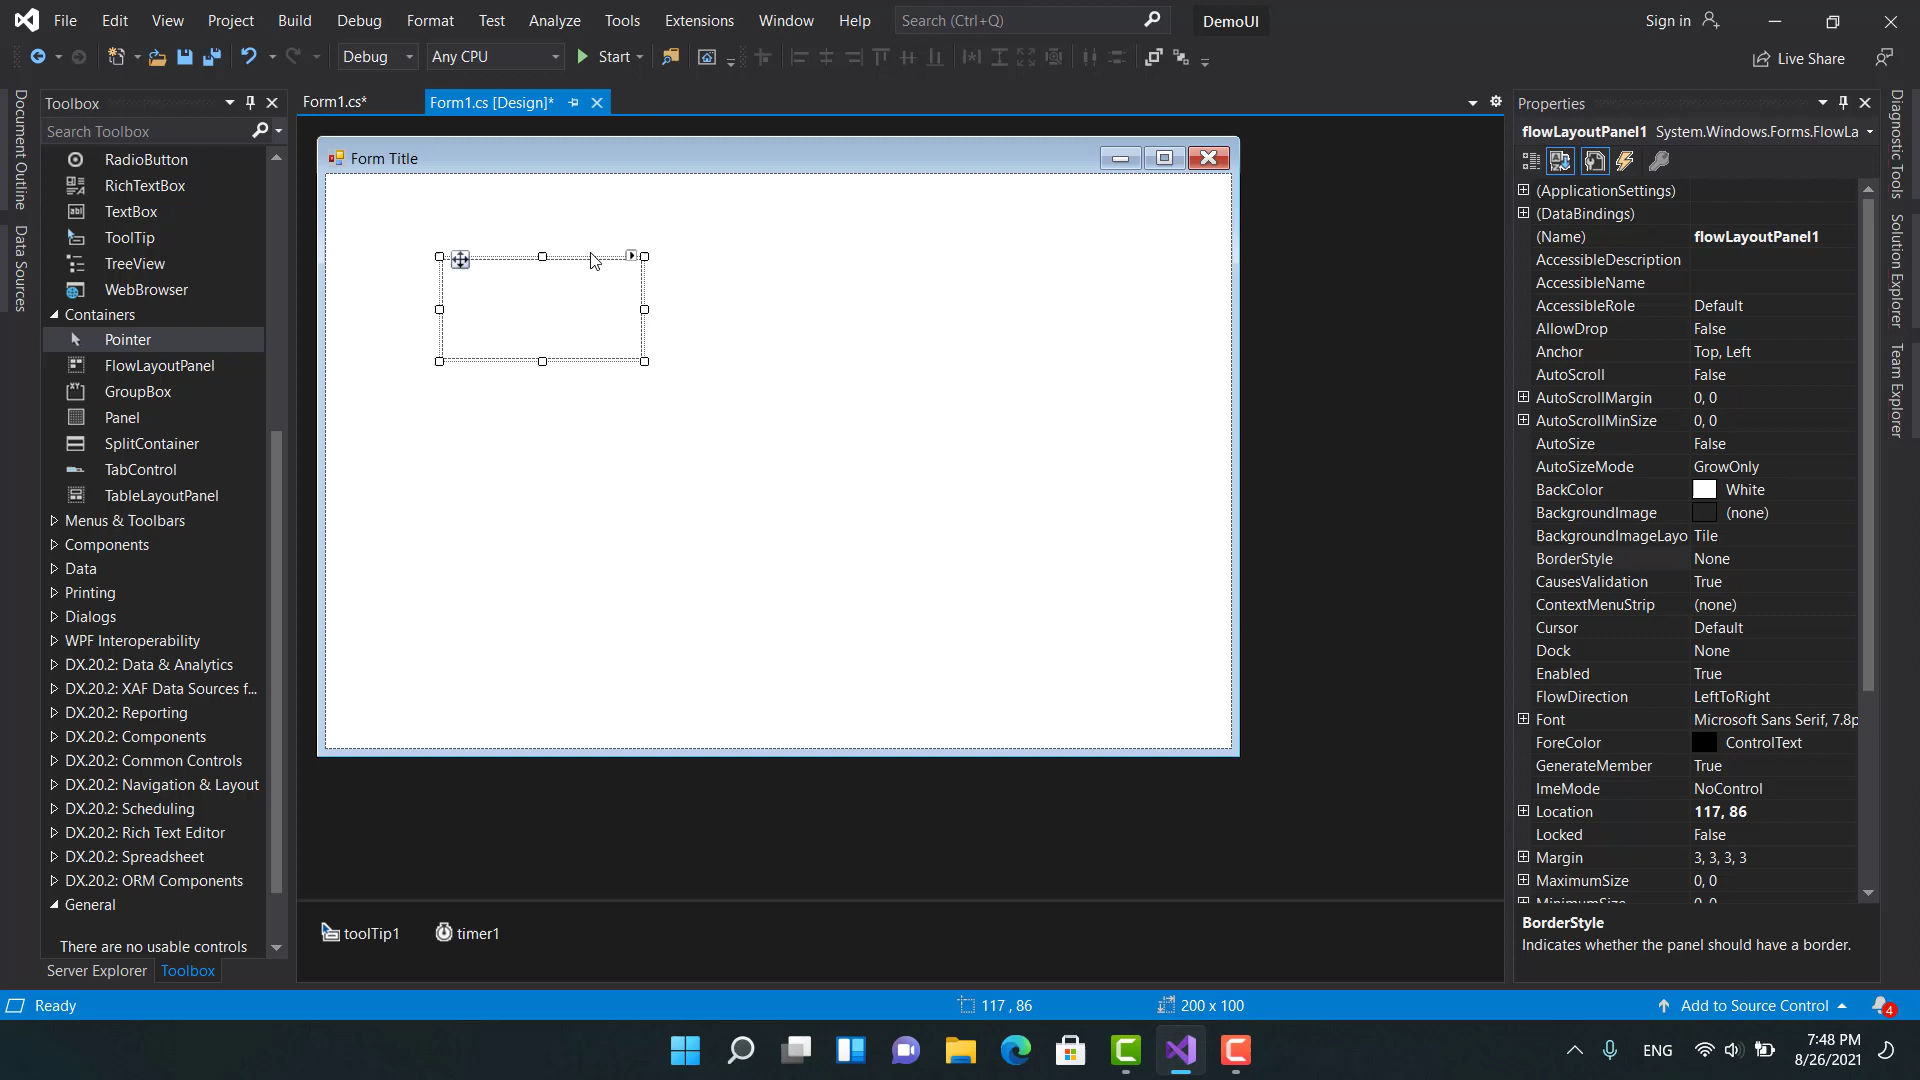 File Edit View Project Build Debug Format Test Analyze Tools Extensions Window Help Search (Ctrl+Q) DemoUI Sign in
Debug Any CPU Start Live Share
Document Outline
Data Sources
Toolbox
Search Toolbox
RadioButton
RichTextBox
TextBox
ToolTip
TreeView
WebBrowser
Containers
Pointer
FlowLayoutPanel
GroupBox
Panel
SplitContainer
TabControl
TableLayoutPanel
Menus & Toolbars
Components
Data
Printing
Dialogs
WPF Interoperability
DX.20.2: Data & Analytics
DX.20.2: XAF Data Sources f...
DX.20.2: Reporting
DX.20.2: Components
DX.20.2: Common Controls
DX.20.2: Navigation & Layout
DX.20.2: Scheduling
DX.20.2: Rich Text Editor
DX.20.2: Spreadsheet
DX.20.2: ORM Components
General
There are no usable controls
Server Explorer Toolbox
Form1.cs* Form1.cs [Design]*
Form Title
toolTip1 timer1
Properties
flowLayoutPanel1 System.Windows.Forms.FlowLa
(ApplicationSettings)
(DataBindings)
(Name) flowLayoutPanel1
AccessibleDescription
AccessibleName
AccessibleRole Default
AllowDrop False
Anchor Top, Left
AutoScroll False
AutoScrollMargin 0, 0
AutoScrollMinSize 0, 0
AutoSize False
AutoSizeMode GrowOnly
BackColor White
BackgroundImage (none)
BackgroundImageLayo Tile
BorderStyle None
CausesValidation True
ContextMenuStrip (none)
Cursor Default
Dock None
Enabled True
FlowDirection LeftToRight
Font Microsoft Sans Serif, 7.8p
ForeColor ControlText
GenerateMember True
ImeMode NoControl
Location 117, 86
Locked False
Margin 3, 3, 3, 3
MaximumSize 0, 0
MinimumSize 0, 0
BorderStyle
Indicates whether the panel should have a border.
Diagnostic Tools
Solution Explorer
Team Explorer
Ready 117 , 86 200 x 100 Add to Source Control 4
ENG 7:48 PM
8/26/2021